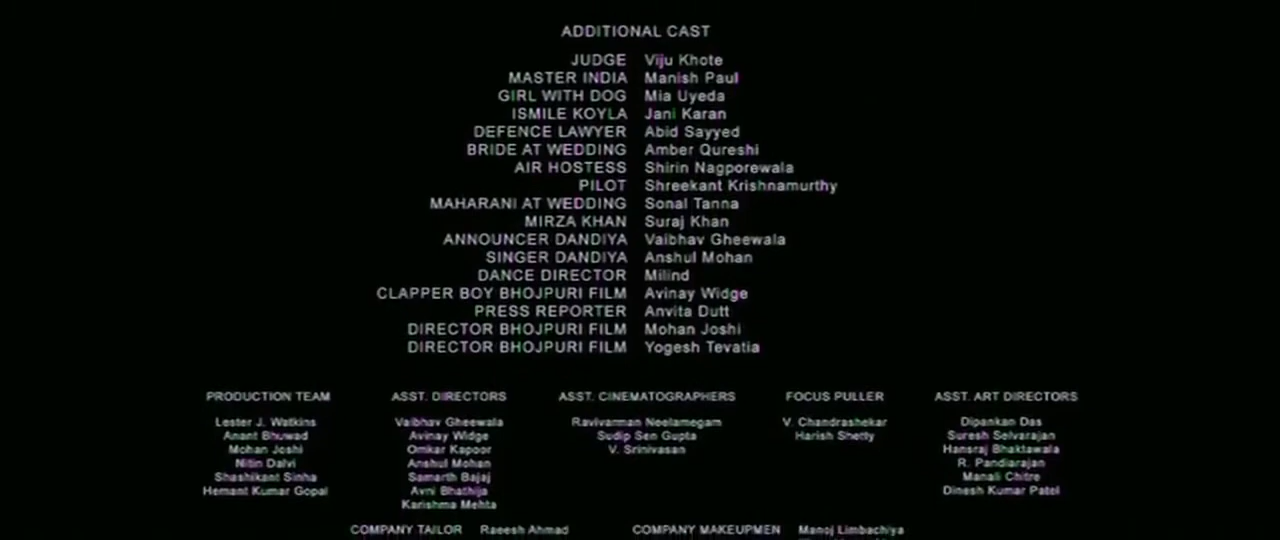 ADDITIONAL CAST
JUDGE Viju Khote
MASTER INDIA Manish Paul
GIRL WITH DOG Mia Uyeda
ISMILE KOYLA Jani Karan
DEFENCE LAWYER Abid Sayyed
BRIDE AT WEDDING Amber Qureshi
AIR HOSTESS Shirin Nagporewala
PILOT Shreekant Krishnamurthy
MAHARANI AT WEDDING Sonal Tanna
MIRZA KHAN Suraj Khan
ANNOUNCER DANDIYA Vaibhav Gheewala
SINGER DANDIYA Anshul Mohan
DANCE DIRECTOR Milind
CLAPPER BOY BHOJPURI FILM Avinay Widge
PRESS REPORTER Anvita Dutt
DIRECTOR BHOJPURI FILM Mohan Joshi
DIRECTOR BHOJPURI FILM Yogesh Tevatia
PRODUCTION TEAM
Lester J. Watkins
Anant Bhuwad
Mohan Joshi
Nitin Dalvi
Shashikant Sinha
Hemant Kumar Gopal
ASST. DIRECTORS
Vaibhav Gheewala
Avinay Widge
Omkar Kapoor
Anshul Mohan
Samarth Bajaj
Avni Bhathija
Karishma Mehta
ASST. CINEMATOGRAPHERS
Ravivarman Neelamegam
Sudip Sen Gupta
V. Srinivasan
FOCUS PULLER
V. Chandrashekar
Harish Shetty
ASST. ART DIRECTORS
Dipankan Das
Suresh Selvarajan
Hansraj Bhaktawala
R. Pandiarajan
Manali Chitre
Dinesh Kumar Patel
COMPANY TAILOR Raeesh Ahmad
COMPANY MAKEUPMEN Manoj Limbachiya